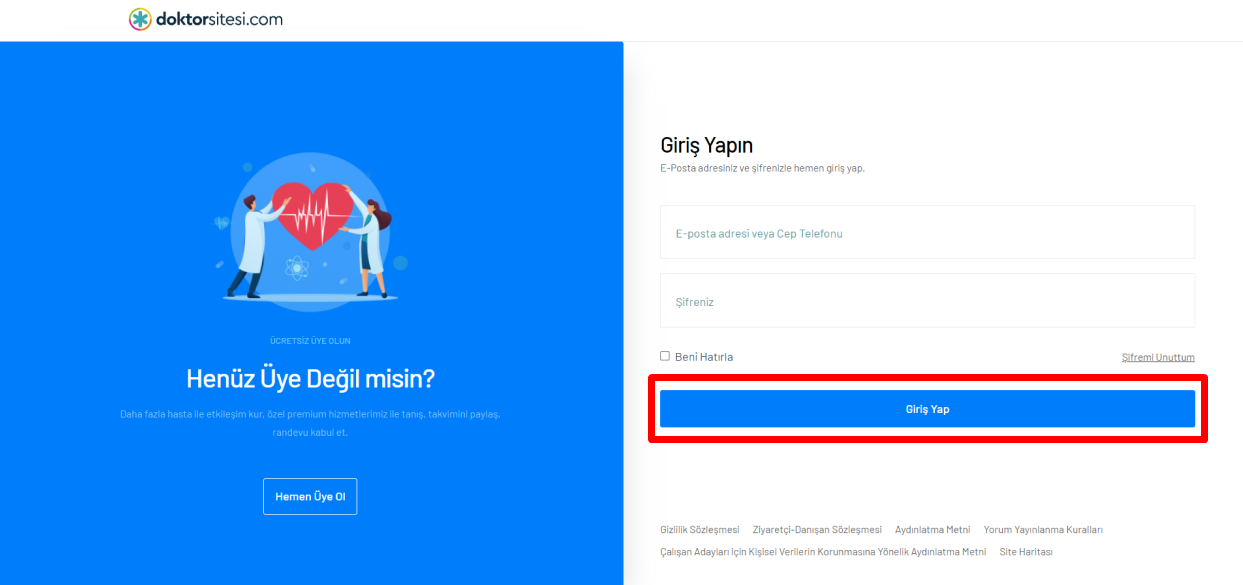 doktorsitesi.com
ÜCRETSİZ ÜYE OLUN
Henüz Üye Değil misin?
Daha fazla hasta ile etkileşim kur, özel premium hizmetlerimiz ile tanış, takvimini paylaş,
randevu kabul et.
Hemen Üye Ol
Giriş Yapın
E-Posta adresiniz ve şifrenizle hemen giriş yap.
E-posta adresi veya Cep Telefonu
Şifreniz
Beni Hatırla
Şifremi Unuttum
Giriş Yap
Gizlilik Sözleşmesi Ziyaretçi-Danışan Sözleşmesi Aydınlatma Metni Yorum Yayınlanma Kuralları
Çalışan Adayları için Kişisel Verilerin Korunmasına Yönelik Aydınlatma Metni Site Haritası